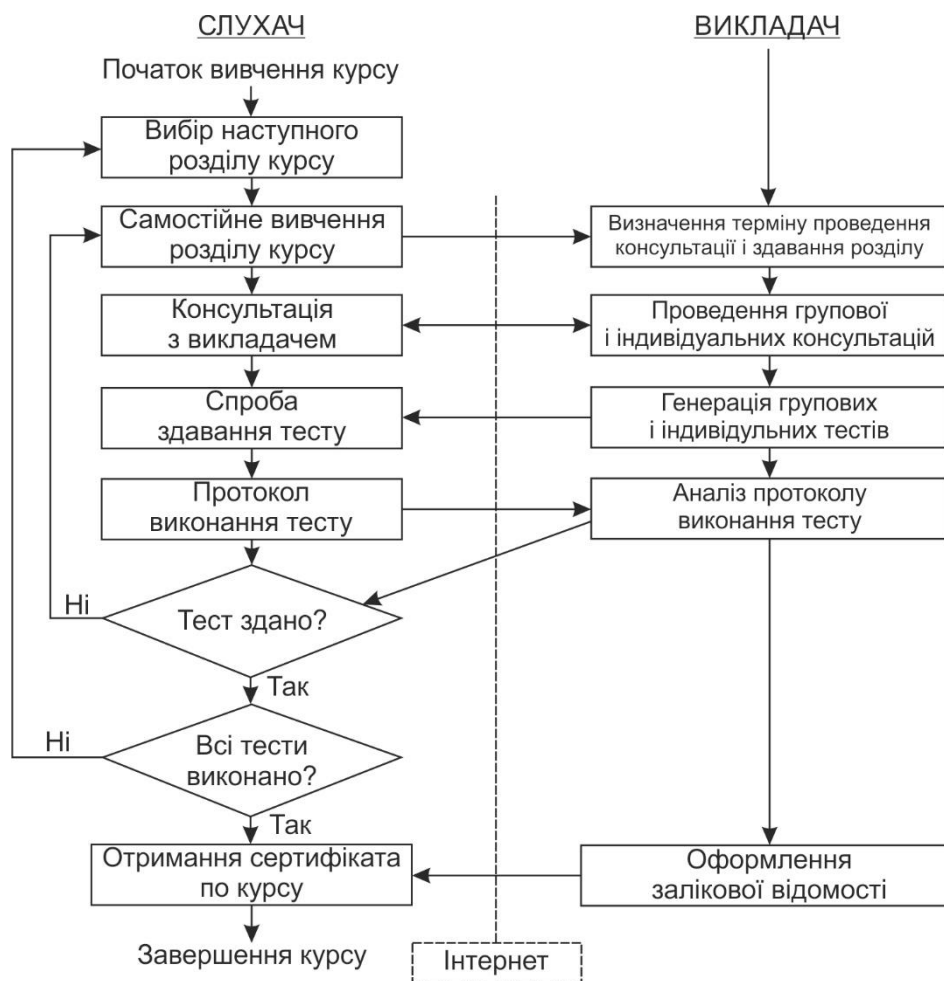 СЛУХАЧ
ВИКЛАДАЧ
Початок вивчення курсу
Вибір наступного
розділу курсу
Самостійне вивчення
розділу курсу
Визначення терміну проведення
консультації і здавання розділу
Консультація
з викладачем
Проведення групової
і індивідуальних консультацій
Спроба
здавання тесту
Генерація групових
і індивідульних тестів
Протокол
виконання тесту
Аналіз протоколу
виконання тесту
Ні
Тест здано?
Так
Ні
Всі тести
виконано?
Так
Отримання сертифіката
по курсу
Оформлення
залікової відомості
Завершення курсу
Інтернет